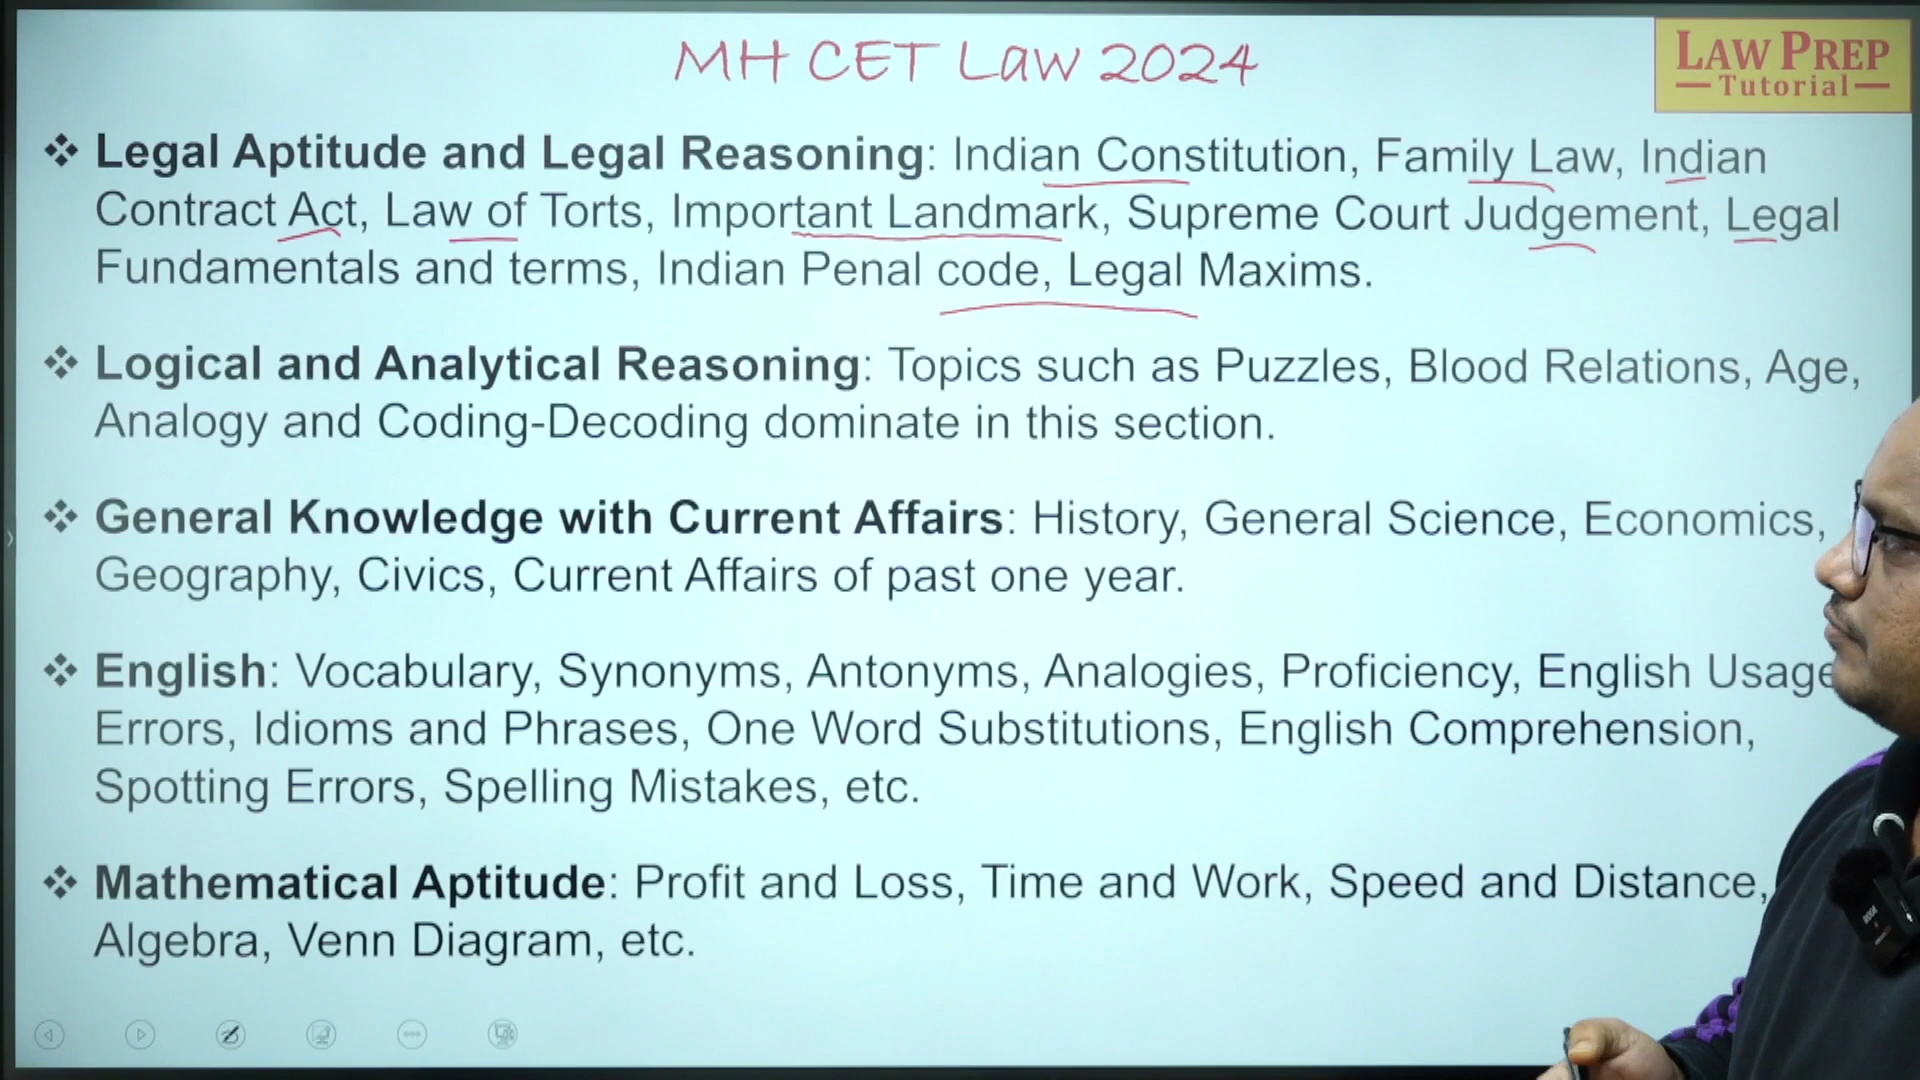 MH CET Law 2024
LAW PREP
Tutorial
❖ Legal Aptitude and Legal Reasoning: Indian Constitution, Family Law, Indian
Contract Act, Law of Torts, Important Landmark, Supreme Court Judgement, Legal
Fundamentals and terms, Indian Penal code, Legal Maxims.
❖ Logical and Analytical Reasoning: Topics such as Puzzles, Blood Relations, Age,
Analogy and Coding-Decoding dominate in this section.
❖ General Knowledge with Current Affairs: History, General Science, Economics,
Geography, Civics, Current Affairs of past one year.
❖ English: Vocabulary, Synonyms, Antonyms, Analogies, Proficiency, English Usage
Errors, Idioms and Phrases, One Word Substitutions, English Comprehension,
Spotting Errors, Spelling Mistakes, etc.
❖ Mathematical Aptitude: Profit and Loss, Time and Work, Speed and Distance,
Algebra, Venn Diagram, etc.